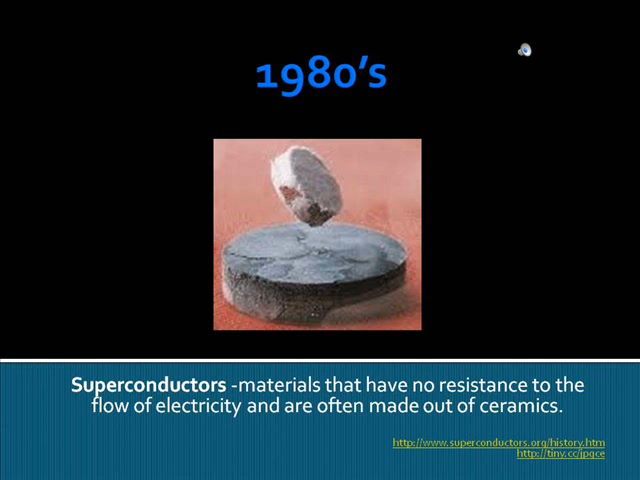 1980's
Superconductors -materials that have no resistance to the
flow of electricity and are often made out of ceramics.
http://www.superconductors.org/history.htm
http://tiny.cc/jpqce